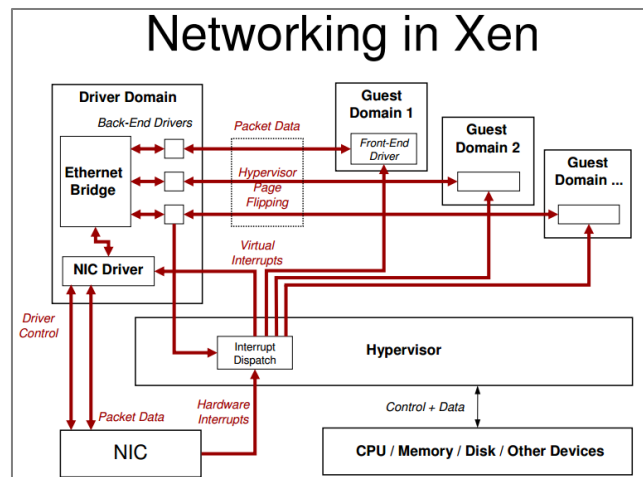 Networking in Xen
Driver Domain
Back-End Drivers
Ethernet
Bridge
NIC Driver
Packet Data
Hypervisor
Page
Flipping
Guest
Domain 1
Front-End
Driver
Guest
Domain 2
Guest
Domain ...
Virtual
Interrupts
Driver
Control
Interrupt
Dispatch
Hypervisor
Packet Data
Hardware
Interrupts
Control + Data
NIC
CPU / Memory / Disk / Other Devices